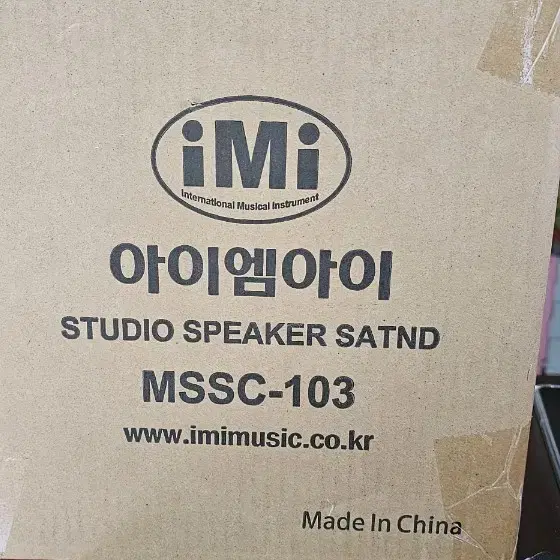 iMi
International Musical Instrument
아이엠아이
STUDIO SPEAKER SATND
MSSC-103
www.imimusic.co.kr
Made In China